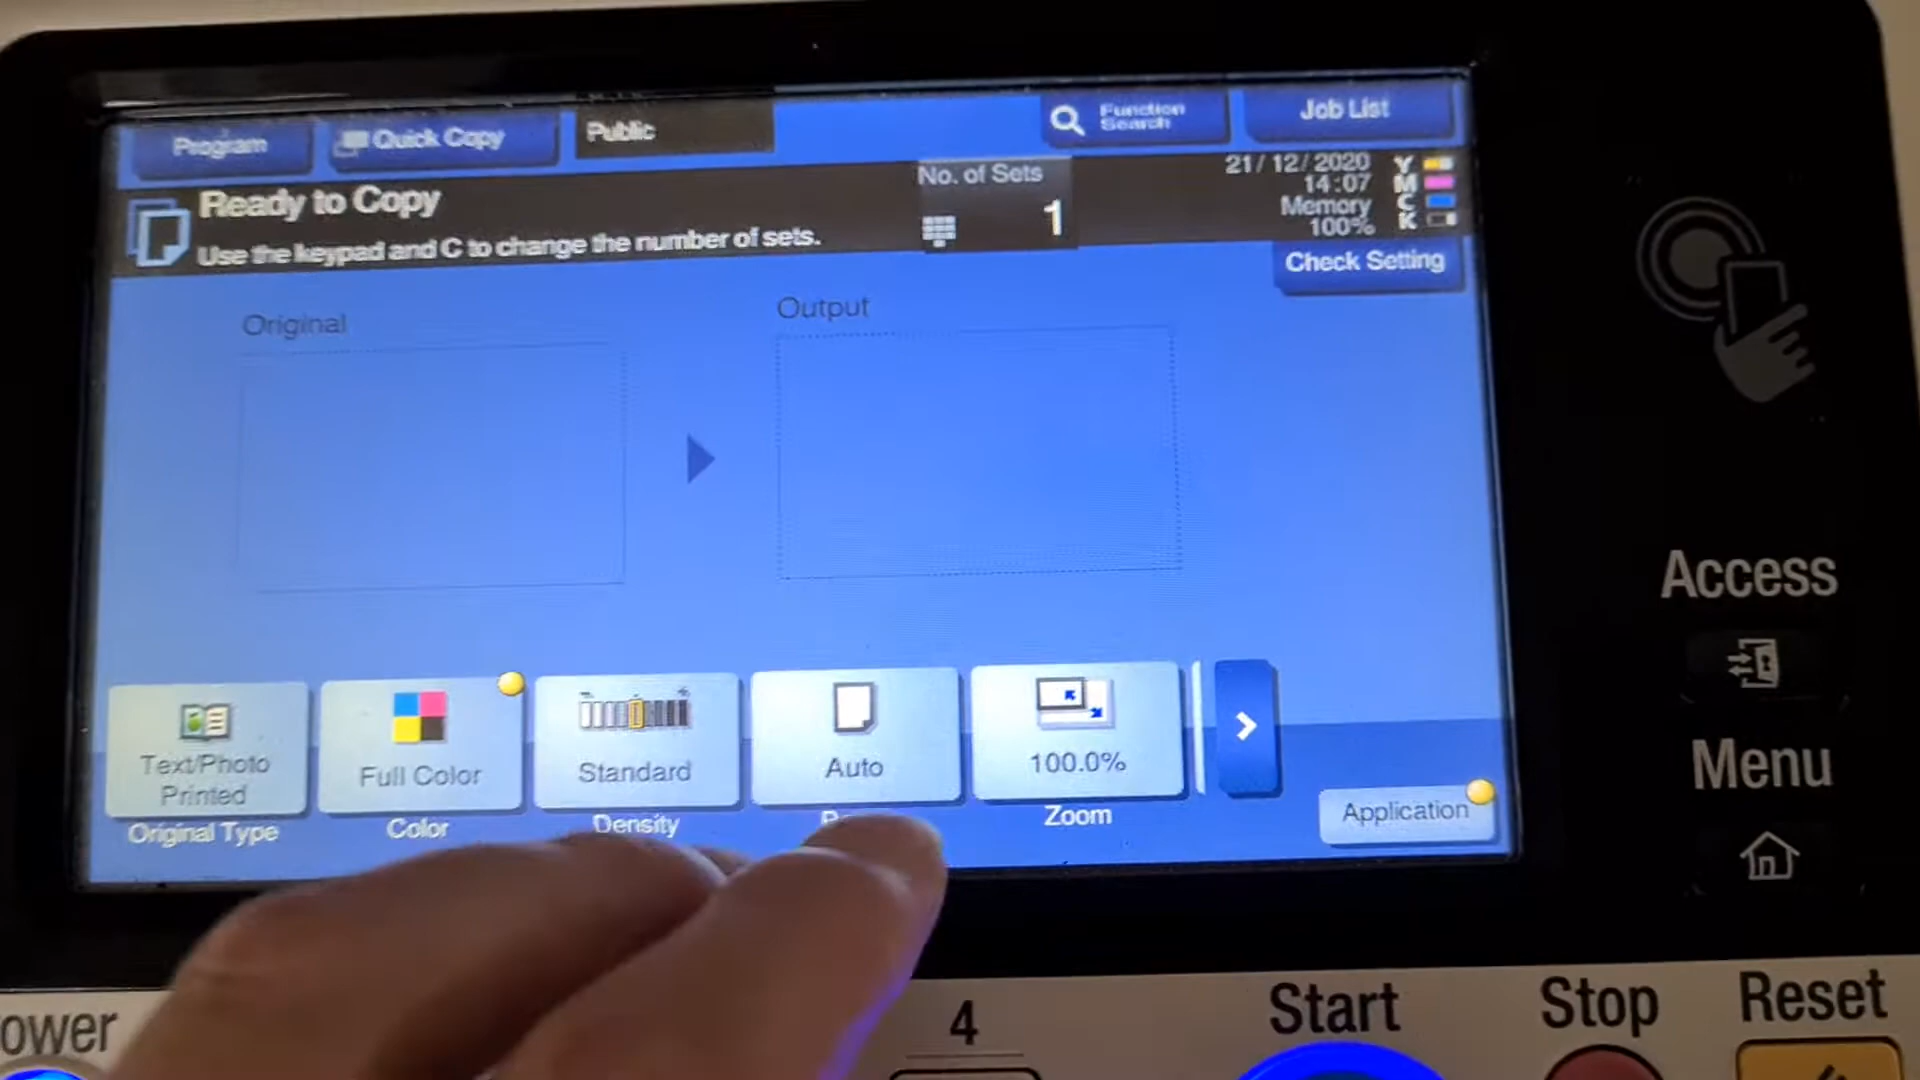 Program
Quick Copy
Public
Function
Search
Job List
Ready to Copy
Use the keypad and C to change the number of sets.
No. of Sets
1
21/12/2020
14:07
Memory
100%
Y
M
C
K
Check Setting
Original
Output
Text/Photo
Printed
Original Type
Full Color
Color
Standard
Density
Auto
100.0%
Zoom
Application
Access
Menu
4
Start
Stop
Reset